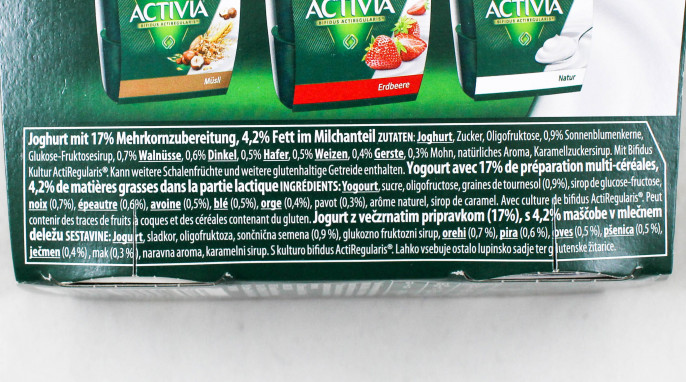 ACTIVIA
BIFIDUS ACTIREGULARIS®
Müsli
ACTIVIA
BIFIDUS ACTIREGULARIS®
Erdbeere
ACTIVIA
BIFIDUS ACTIREGULARIS®
Natur
Joghurt mit 17% Mehrkornzubereitung, 4,2% Fett im Milchanteil ZUTATEN: Joghurt, Zucker, Oligofruktose, 0,9% Sonnenblumenkerne,
Glukose-Fruktosesirup, 0,7% Walnüsse, 0,6% Dinkel, 0,5% Hafer, 0,5% Weizen, 0,4% Gerste, 0,3% Mohn, natürliches Aroma, Karamellzuckersirup. Mit Bifidus
Kultur ActiRegularis®. Kann weitere Schalenfrüchte und weitere glutenhaltige Getreide enthalten. Yogourt avec 17% de préparation multi-céréales,
4,2% de matières grasses dans la partie lactique INGRÉDIENTS: Yogourt, sucre, oligofructose, graines de tournesol (0,9%), sirop de glucose-fructose,
noix (0,7%), épeautre (0,6%), avoine (0,5%), blé (0,5%), orge (0,4%), pavot (0,3%), arôme naturel, sirop de caramel. Avec culture de bifidus ActiRegularis®. Peut
contenir des traces de fruits à coques et des céréales contenant du gluten. Jogurt z večzrnatim pripravkom (17%), s 4,2% maščobe v mlečnem
deležu SESTAVINE: Jogurt, sladkor, oligofruktoza, sončnična semena (0,9 %), glukozno fruktozni sirup, orehi (0,7 %), pira (0,6 %), oves (0,5 %), pšenica (0,5 %),
ječmen (0,4 %), mak (0,3 %), naravna aroma, karamelni sirup. S kulturo bifidus ActiRegularis®. Lahko vsebuje ostalo lupinsko sadje ter glutenske žitarice.